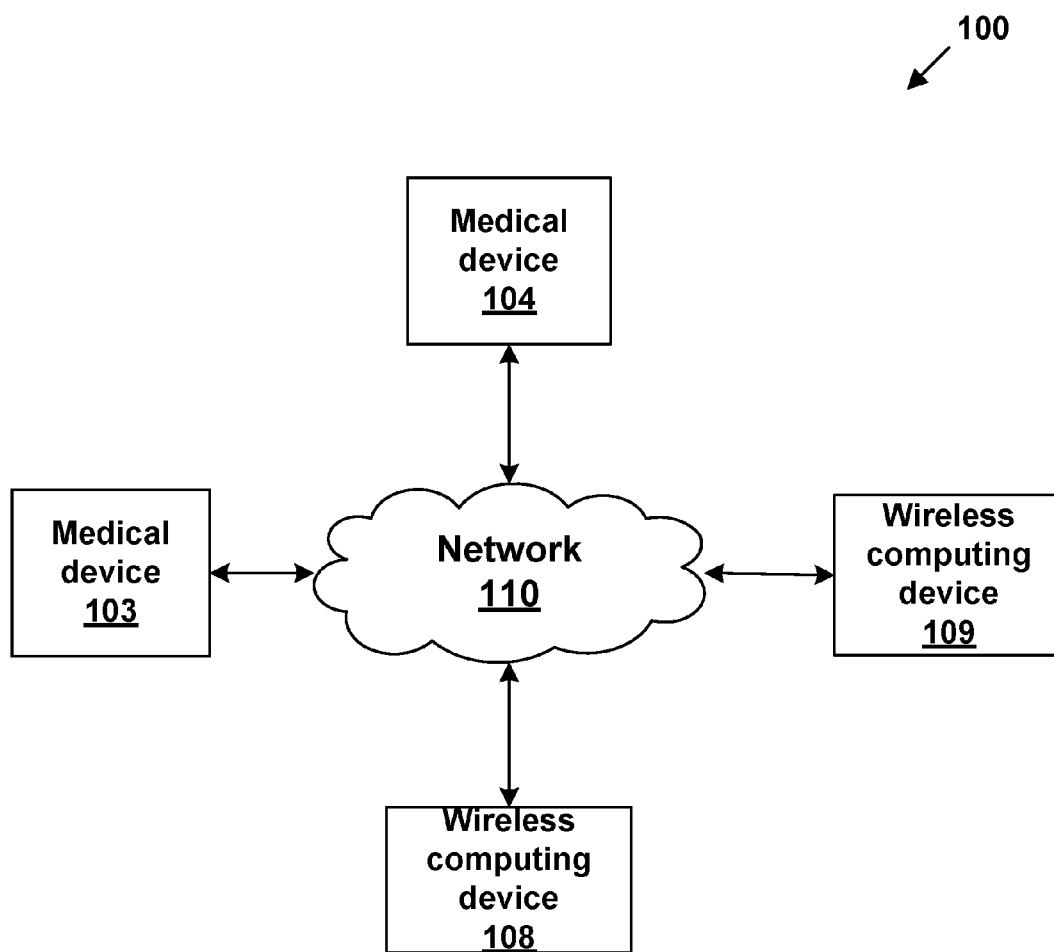 100
Medical
device
104
Medical
device
103
Network
110
Wireless
computing
device
109
Wireless
computing
device
108